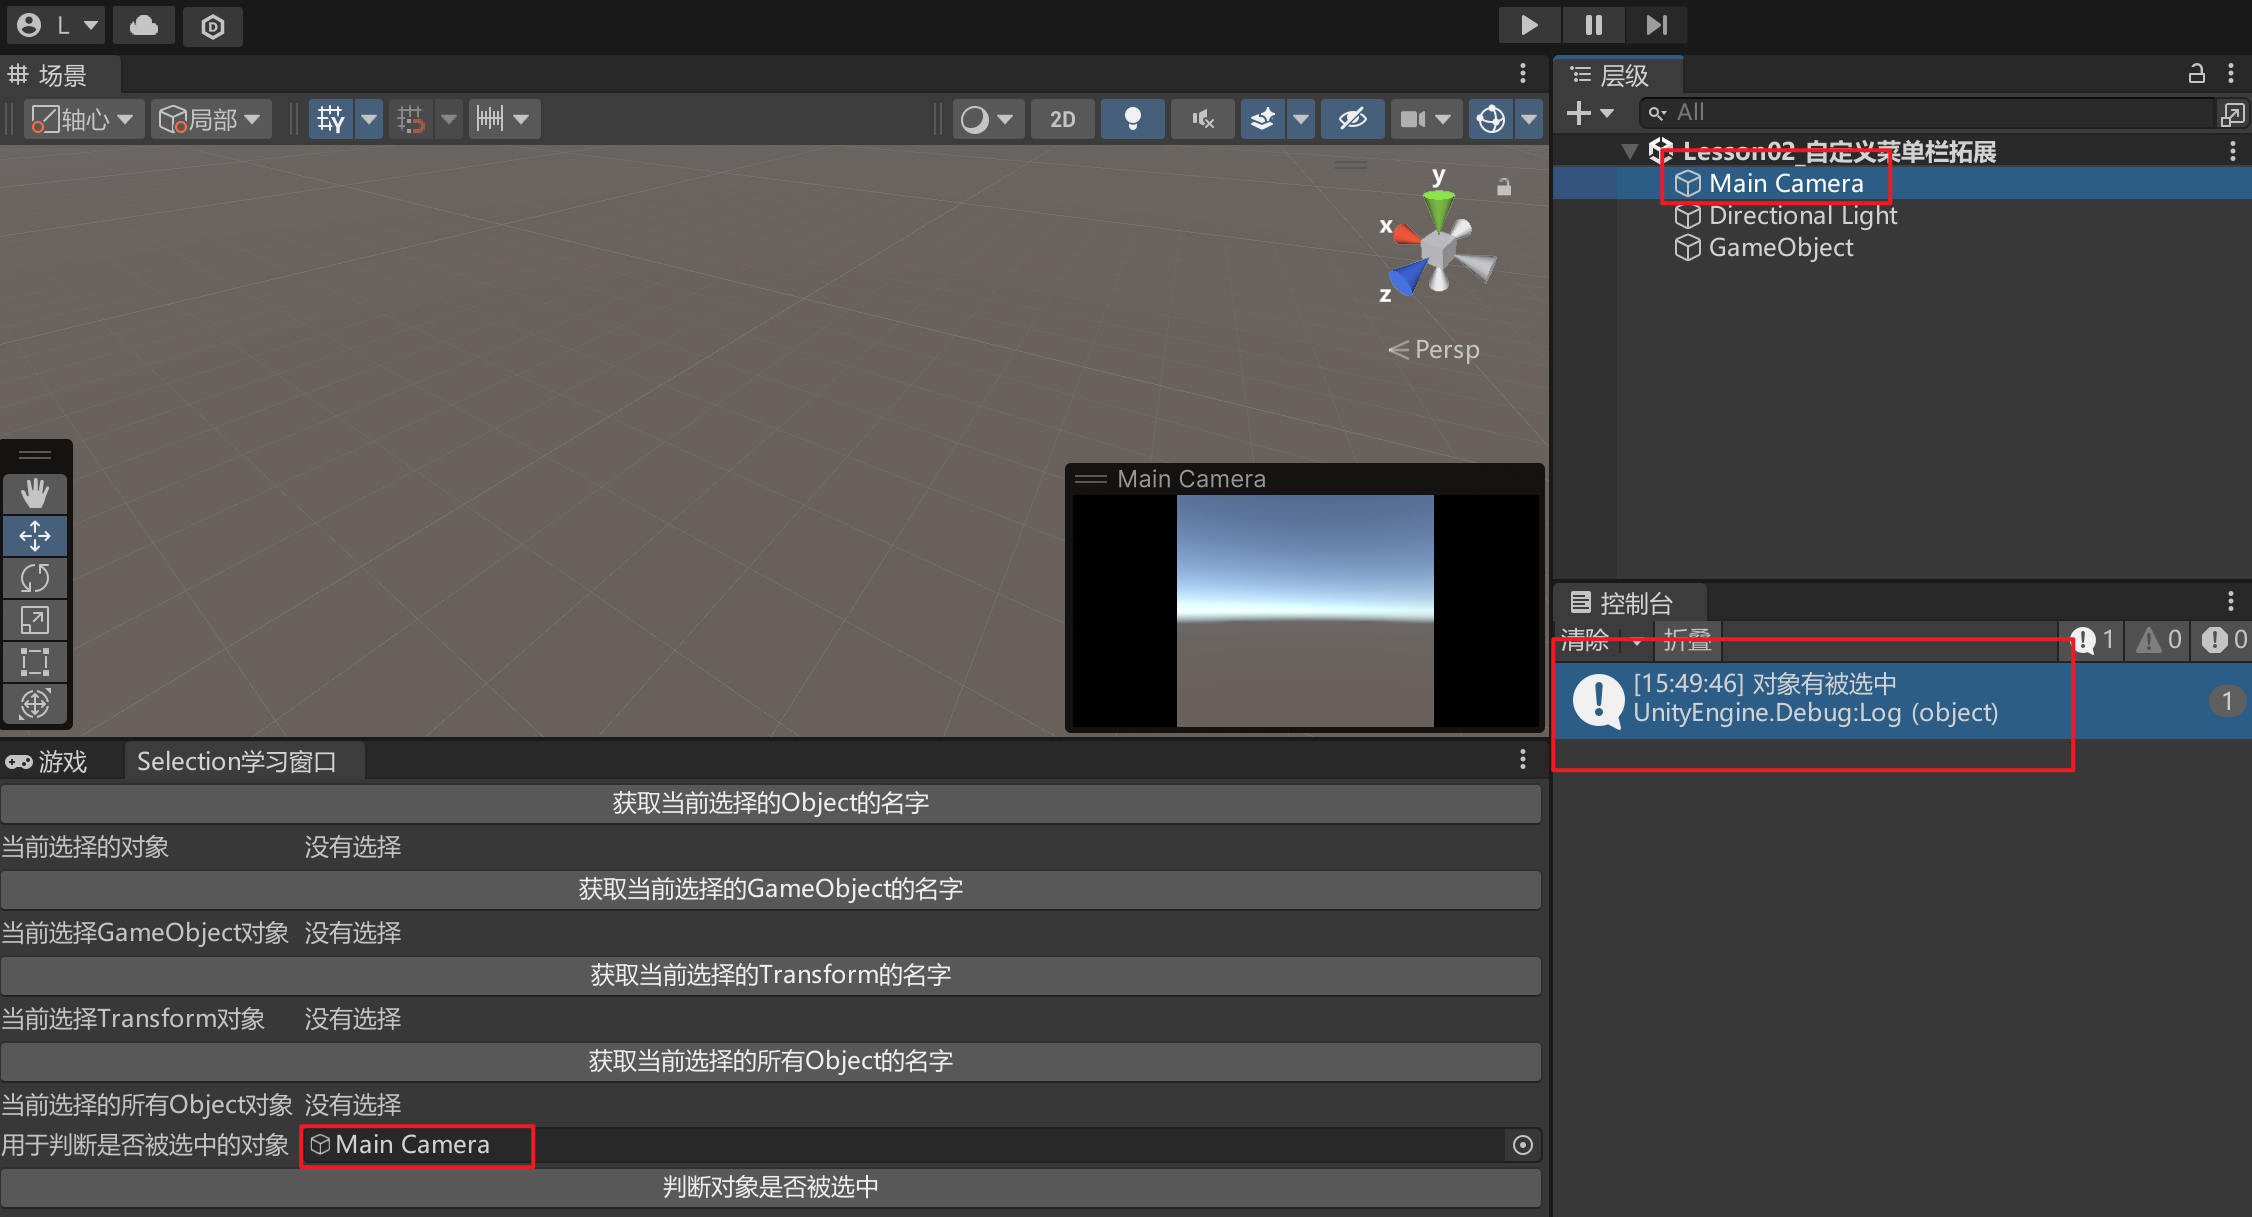 L
场景
轴心
局部
2D
y
x
z
Persp
Main Camera
层级
All
Lesson02_自定义菜单栏拓展
Main Camera
Directional Light
GameObject
控制台
清除
折叠
1
0
0
[15:49:46] 对象有被选中
UnityEngine.Debug:Log (object)
1
游戏
Selection学习窗口
获取当前选择的Object的名字
当前选择的对象 没有选择
获取当前选择的GameObject的名字
当前选择GameObject对象 没有选择
获取当前选择的Transform的名字
当前选择Transform对象 没有选择
获取当前选择的所有Object的名字
当前选择的所有Object对象 没有选择
用于判断是否被选中的对象 Main Camera
判断对象是否被选中